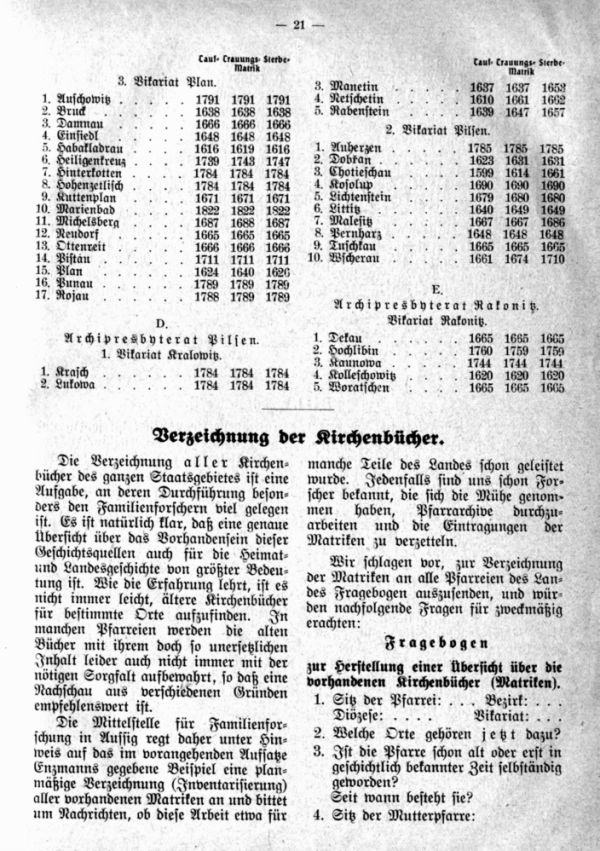 — 21 —
Tauf- Trauungs- Sterbe-
Matrik
3. Vikariat Plan.
1. Auschowitz . . . . . 1791 1791 1791
2. Bruck . . . . . . 1638 1638 1638
3. Damnau . . . . . 1666 1666 1666
4. Einsiedl . . . . . 1648 1648 1648
5. Habakladrau . . . . 1616 1619 1616
6. Heiligenkreuz . . . . 1739 1743 1747
7. Hinterkotten . . . . 1784 1784 1784
8. Hohenzetlisch . . . . 1784 1784 1784
9. Kuttenplan . . . . . 1671 1671 1671
10. Marienbad . . . . . 1822 1822 1822
11. Michelsberg . . . . 1687 1688 1687
12. Neudorf . . . . . 1665 1665 1665
13. Ottenreit . . . . . 1666 1666 1666
14. Pistau . . . . . . 1711 1711 1711
15. Plan . . . . . . 1624 1640 1626
16. Punau . . . . . . 1789 1789 1789
17. Rojau . . . . . . 1788 1789 1789
D.
Archipresbyterat Pilsen.
1. Vikariat Kralowitz.
1. Krasch . . . . . . 1784 1784 1784
2. Lukowa . . . . . . 1784 1784 1784
Tauf- Trauungs- Sterbe-
Matrik
3. Manetin . . . . . 1637 1637 1653
4. Netschetin . . . . . 1610 1661 1662
5. Rabenstein . . . . . 1639 1647 1657
2. Vikariat Pilsen.
1. Auherzen . . . . . 1785 1785 1785
2. Dobřan . . . . . . 1623 1631 1631
3. Chotieschau . . . . 1599 1614 1661
4. Kosolup . . . . . 1690 1690 1690
5. Lichtenstein . . . . 1679 1680 1680
6. Littitz . . . . . . 1640 1649 1649
7. Malesitz . . . . . 1667 1667 1686
8. Pernharz . . . . . 1648 1648 1648
9. Tuschkau . . . . . 1665 1665 1665
10. Wscherau . . . . . 1661 1674 1710
E.
Archipresbyterat Rakonitz.
Vikariat Rakonitz.
1. Dekau . . . . . . 1665 1665 1665
2. Hochlibin . . . . . 1760 1759 1759
3. Kaunowa . . . . . 1744 1744 1744
4. Kolleschowitz . . . . 1620 1620 1620
5. Woratschen . . . . 1665 1665 1665
Verzeichnung der Kirchenbücher.
Die Verzeichnung aller Kirchen-
bücher des ganzen Staatsgebietes ist eine
Aufgabe, an deren Durchführung beson-
ders den Familienforschern viel gelegen
ist. Es ist natürlich klar, daß eine genaue
Übersicht über das Vorhandensein dieser
Geschichtsquellen auch für die Heimat-
und Landesgeschichte von größter Bedeu-
tung ist. Wie die Erfahrung lehrt, ist es
nicht immer leicht, ältere Kirchenbücher
für bestimmte Orte aufzufinden. In
manchen Pfarreien werden die alten
Bücher mit ihrem doch so unersetzlichen
Inhalt leider auch nicht immer mit der
nötigen Sorgfalt aufbewahrt, so daß eine
Nachschau aus verschiedenen Gründen
empfehlenswert ist.
Die Mittelstelle für Familienfor-
schung in Aussig regt daher unter Hin-
weis auf das im vorangehenden Aufsatze
Enzmanns gegebene Beispiel eine plan-
mäßige Verzeichnung (Inventarisierung)
aller vorhandenen Matriken an und bittet
um Nachrichten, ob diese Arbeit etwa für
manche Teile des Landes schon geleistet
wurde. Jedenfalls sind uns schon For-
scher bekannt, die sich die Mühe genom-
men haben, Pfarrarchive durchzu-
arbeiten und die Eintragungen der
Matriken zu verzetteln.
Wir schlagen vor, zur Verzeichnung
der Matriken an alle Pfarreien des Lan-
des Fragebogen auszusenden, und wür-
den nachfolgende Fragen für zweckmäßig
erachten:
Fragebogen
zur Herstellung einer Übersicht über die
vorhandenen Kirchenbücher (Matriken).
1. Sitz der Pfarrei: . . . Bezirk: . . .
Diözese: . . . . Vikariat: . . .
2. Welche Orte gehören jetzt dazu?
3. Ist die Pfarre schon alt oder erst in
geschichtlich bekannter Zeit selbständig
geworden?
Seit wann besteht sie?
4. Sitz der Mutterpfarre: